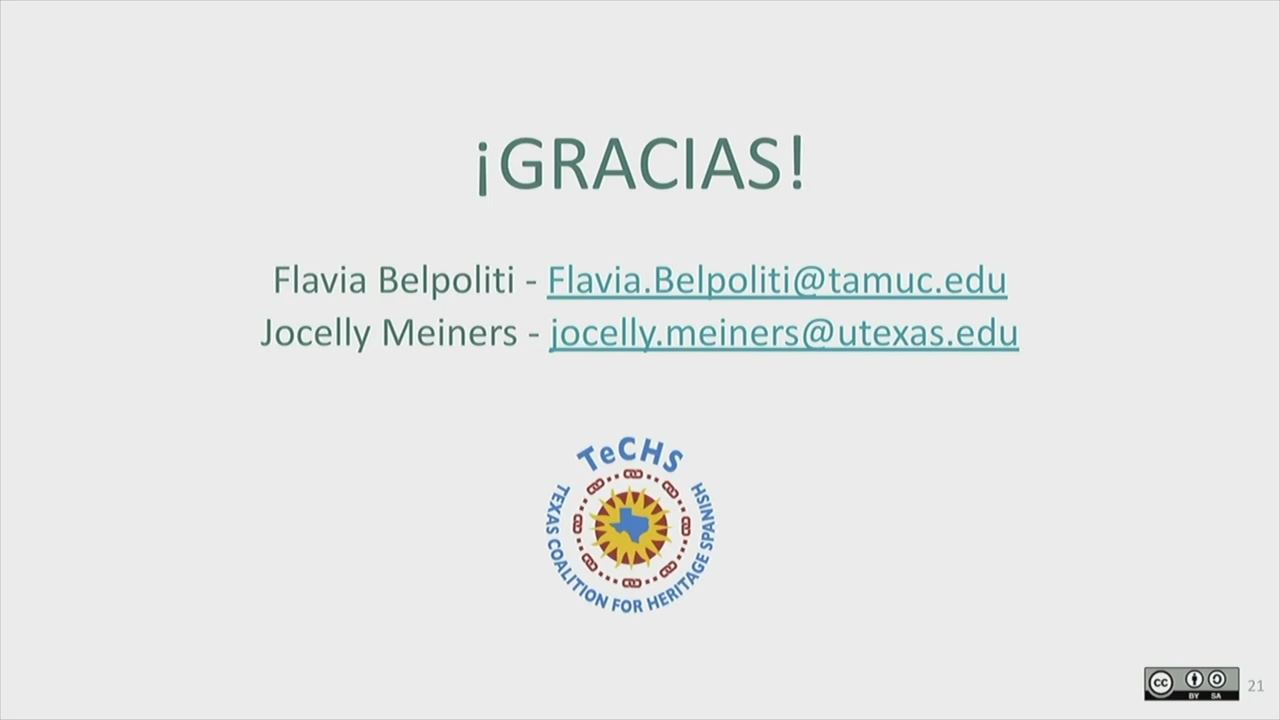 ¡GRACIAS!
Flavia Belpoliti - Flavia.Belpoliti@tamuc.edu
Jocelly Meiners - jocelly.meiners@utexas.edu
TeCHS
TEXAS COALITION FOR HERITAGE SPANISH
cc BY SA
21